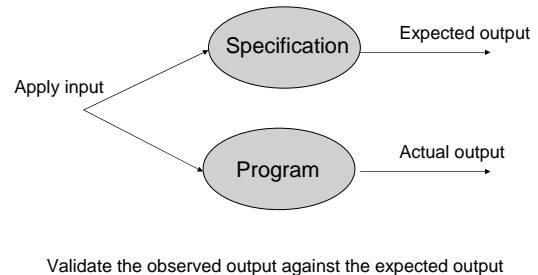 Specification
Expected output
Apply input
Program
Actual output
Validate the observed output against the expected output